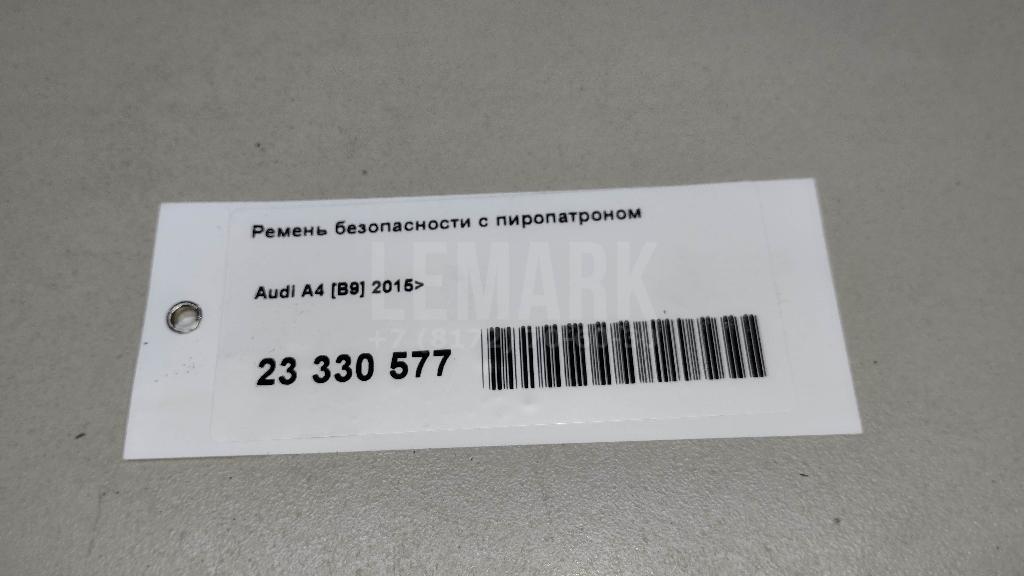 Ремень безопасности с пиропатроном
LEMARK
Audi A4 [B9] 2015>
23 330 577